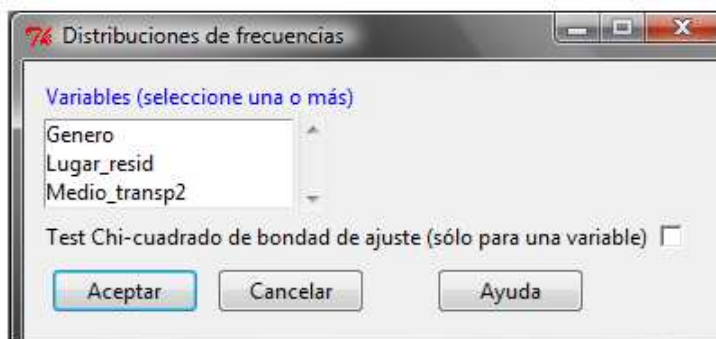 Distribuciones de frecuencias
Variables (seleccione una o más)
Genero
Lugar_resid
Medio_transp2
Test Chi-cuadrado de bondad de ajuste (sólo para una variable)
Aceptar Cancelar Ayuda